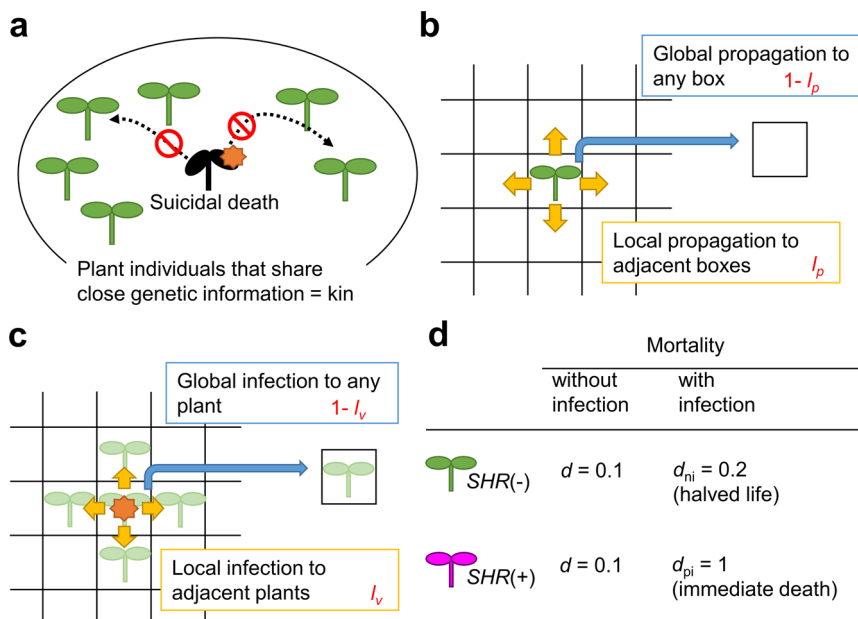 a
Suicidal death
Plant individuals that share
close genetic information = kin
b
Global propagation to
any box 1- lp
Local propagation to
adjacent boxes lp
c
Global infection to any
plant 1- lv
Local infection to
adjacent plants lv
d
Mortality
without infection
with infection
SHR(-) d = 0.1 dni = 0.2
(halved life)
SHR(+) d = 0.1 dpi = 1
(immediate death)